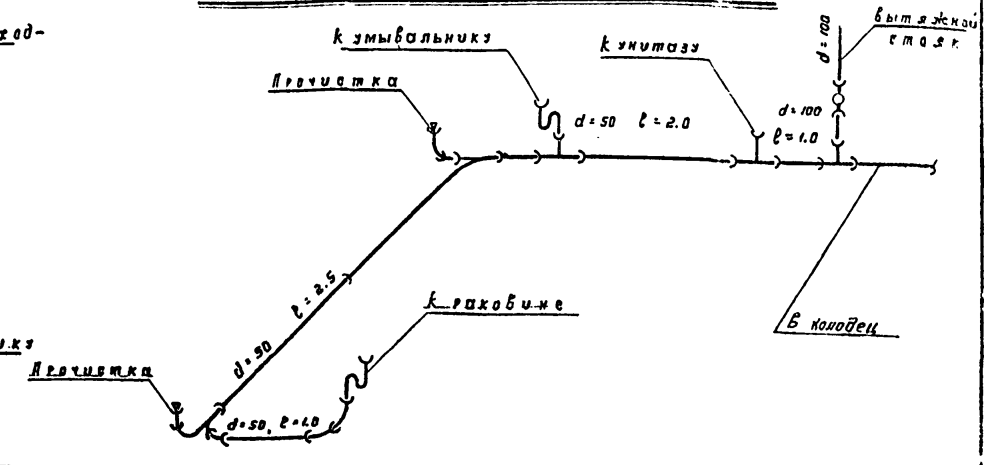 вытяжной
стояк
к умывальнику
к унитазу
d=100
Прочистка
d=100
d=50 ℓ=2.0
ℓ=1.0
ℓ=2.5
к раковине
в колодец
d=50
Прочистка
d=50, ℓ=1.0